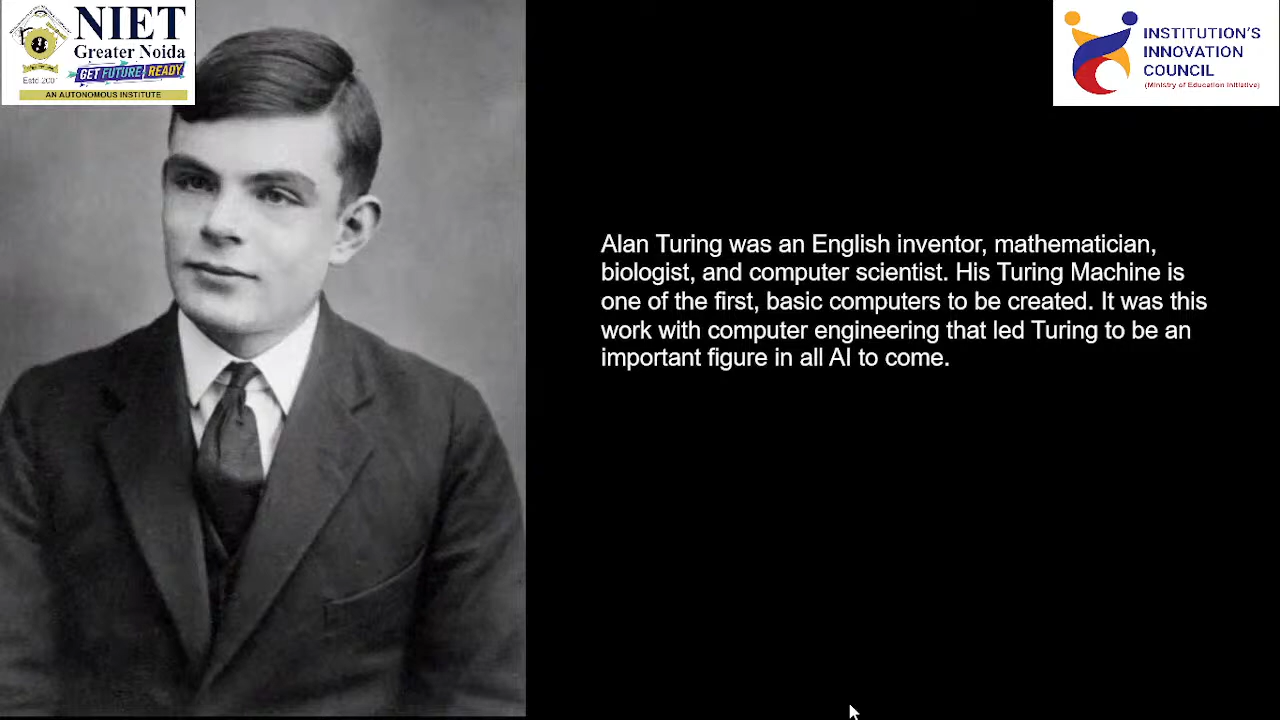 NIET
Greater Noida
GET FUTURE READY
AN AUTONOMOUS INSTITUTE
INSTITUTION'S
INNOVATION
COUNCIL
(Ministry of Education Initiative)
Alan Turing was an English inventor, mathematician,
biologist, and computer scientist. His Turing Machine is
one of the first, basic computers to be created. It was this
work with computer engineering that led Turing to be an
important figure in all AI to come.